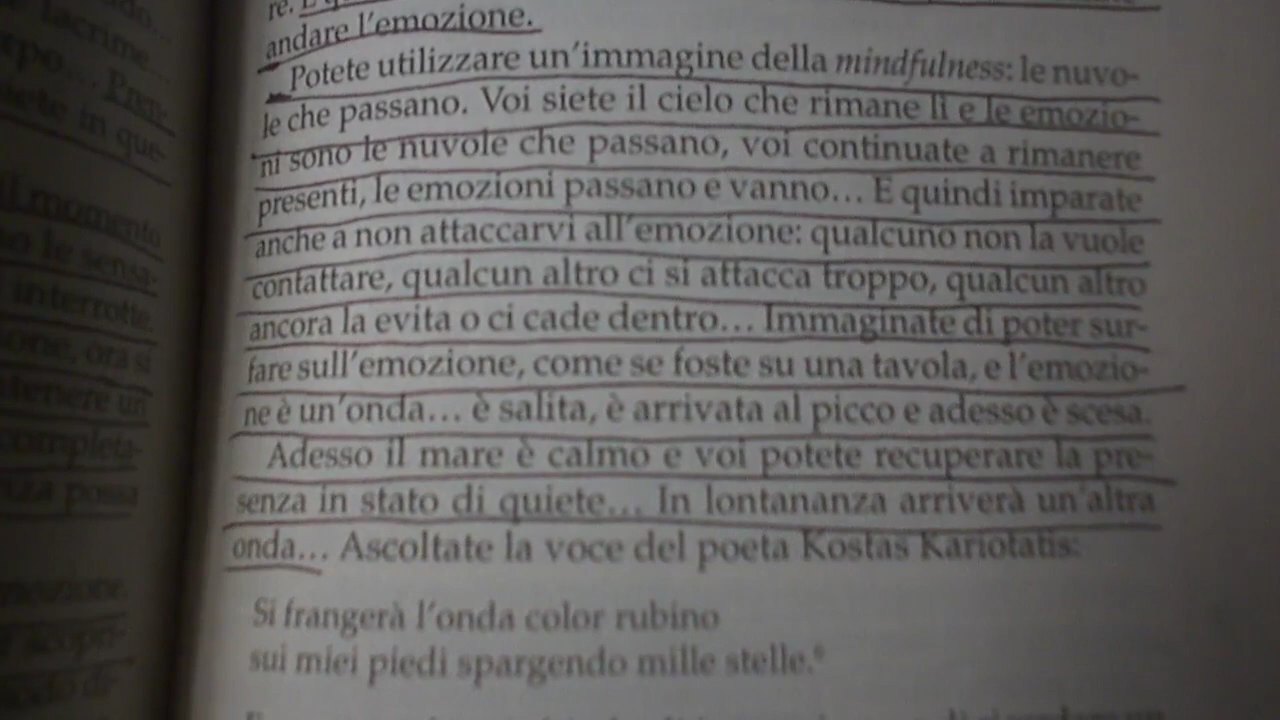 lacrime...
andare l'emozione.
Potete utilizzare un'immagine della mindfulness: le nuvo-
le che passano. Voi siete il cielo che rimane lì e le emozio-
ni sono le nuvole che passano, voi continuate a rimanere
presenti, le emozioni passano e vanno... E quindi imparate
anche a non attaccarvi all'emozione: qualcuno non la vuole
contattare, qualcun altro ci si attacca troppo, qualcun altro
ancora la evita o ci cade dentro... Immaginate di poter sur-
fare sull'emozione, come se foste su una tavola, e l'emozio-
ne è un'onda... è salita, è arrivata al picco e adesso è scesa.
Adesso il mare è calmo e voi potete recuperare la pre-
senza in stato di quiete... In lontananza arriverà un'altra
onda... Ascoltate la voce del poeta Kostas Kariotatis:
Si frangerà l'onda color rubino
sui miei piedi spargendo mille stelle.